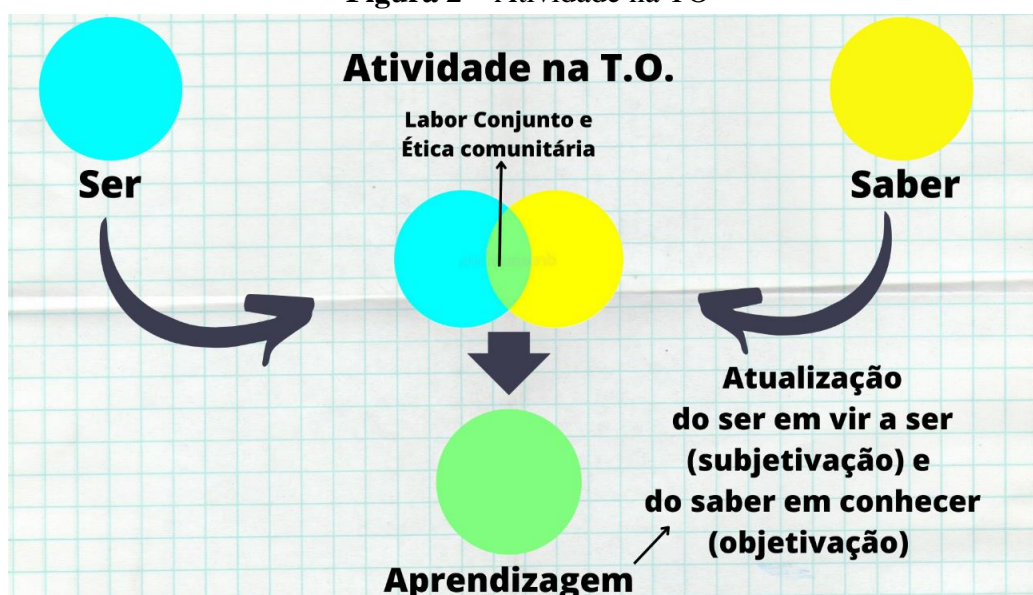 Atividade na T.O.
Labor Conjunto e
Ética comunitária
Ser
Saber
Atualização
do ser em vir a ser
(subjetivação) e
do saber em conhecer
(objetivação)
Aprendizagem